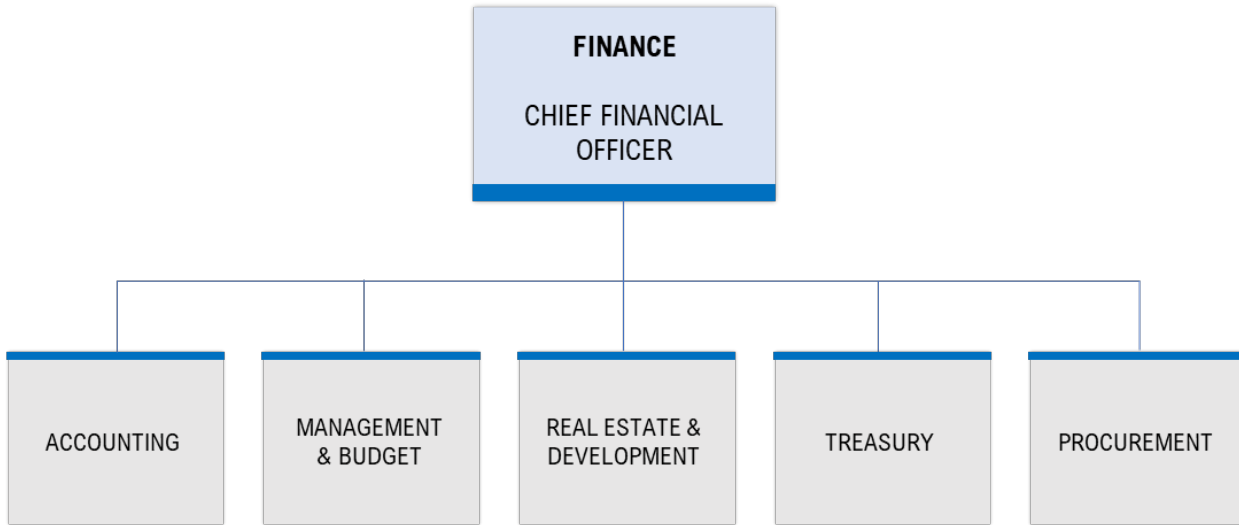 FINANCE
CHIEF FINANCIAL
OFFICER
ACCOUNTING
MANAGEMENT
& BUDGET
REAL ESTATE &
DEVELOPMENT
TREASURY
PROCUREMENT